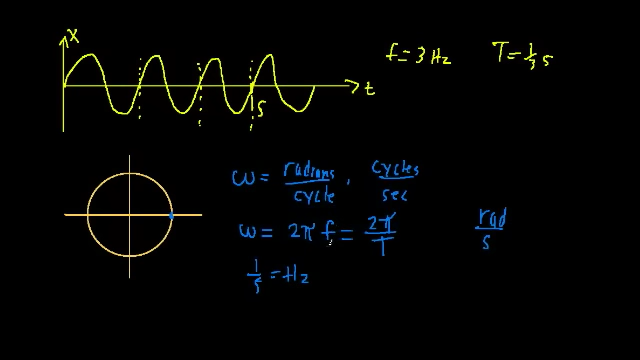 x
f = 3 Hz T = 1/3 s
t
s
ω = radians/cycle · cycles/sec
ω = 2π f = 2π/T rad/s
1/s = Hz